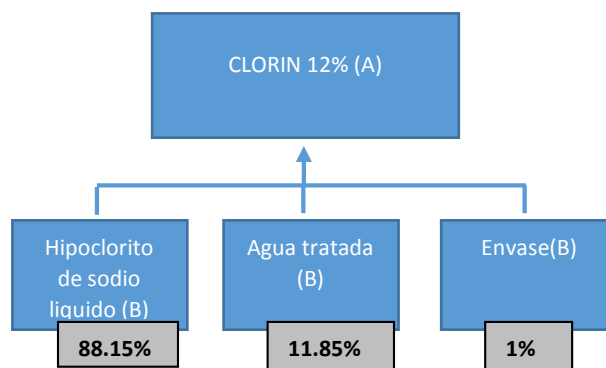 CLORIN 12% (A)
Hipoclorito
de sodio
liquido (B)
Agua tratada
(B)
Envase(B)
88.15%
11.85%
1%